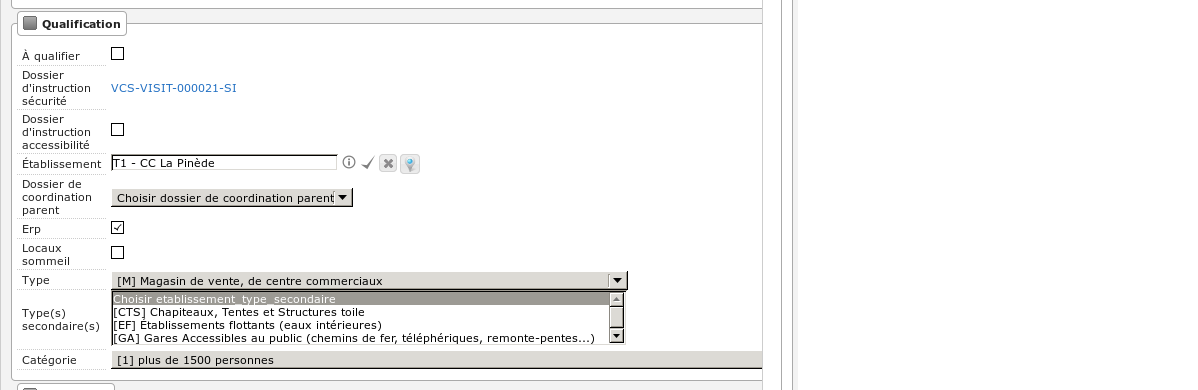 Qualification
À qualifier
Dossier
d'instruction
sécurité
VCS-VISIT-000021-SI
Dossier
d'instruction
accessibilité
Établissement
T1 - CC La Pinède
Dossier de
coordination
parent
Choisir dossier de coordination parent
Erp
Locaux
sommeil
Type
[M] Magasin de vente, de centre commerciaux
Type(s)
secondaire(s)
Choisir etablissement_type_secondaire
[CTS] Chapiteaux, Tentes et Structures toile
[EF] Établissements flottants (eaux intérieures)
[GA] Gares Accessibles au public (chemins de fer, téléphériques, remonte-pentes...)
Catégorie
[1] plus de 1500 personnes